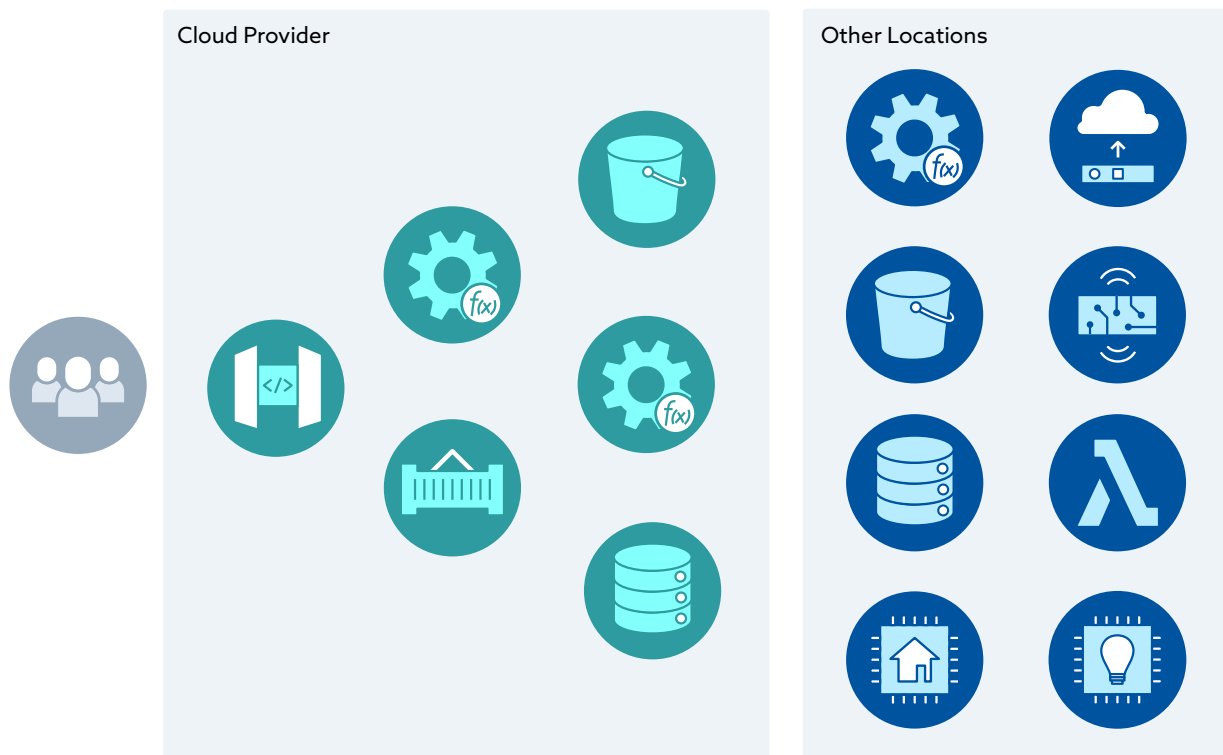 Cloud Provider
Other Locations
f(x)
f(x)
</>
f(x)
λ